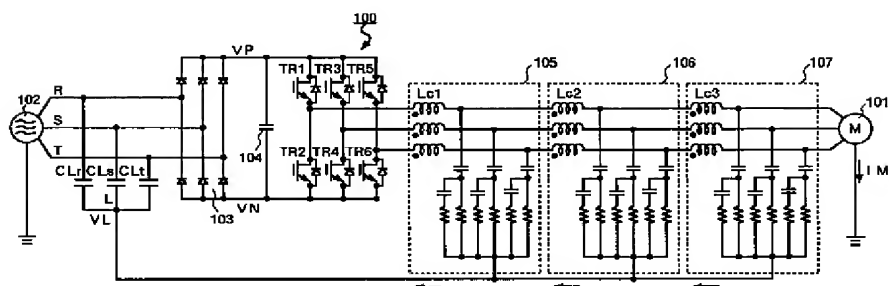 100
VP
105
106
107
TR1 TR3 TR5
Lc1
Lc2
Lc3
102
R
101
S
M
T
104
CLr CLs CLt
TR2 TR4 TR6
I M
L
103
VL
VN